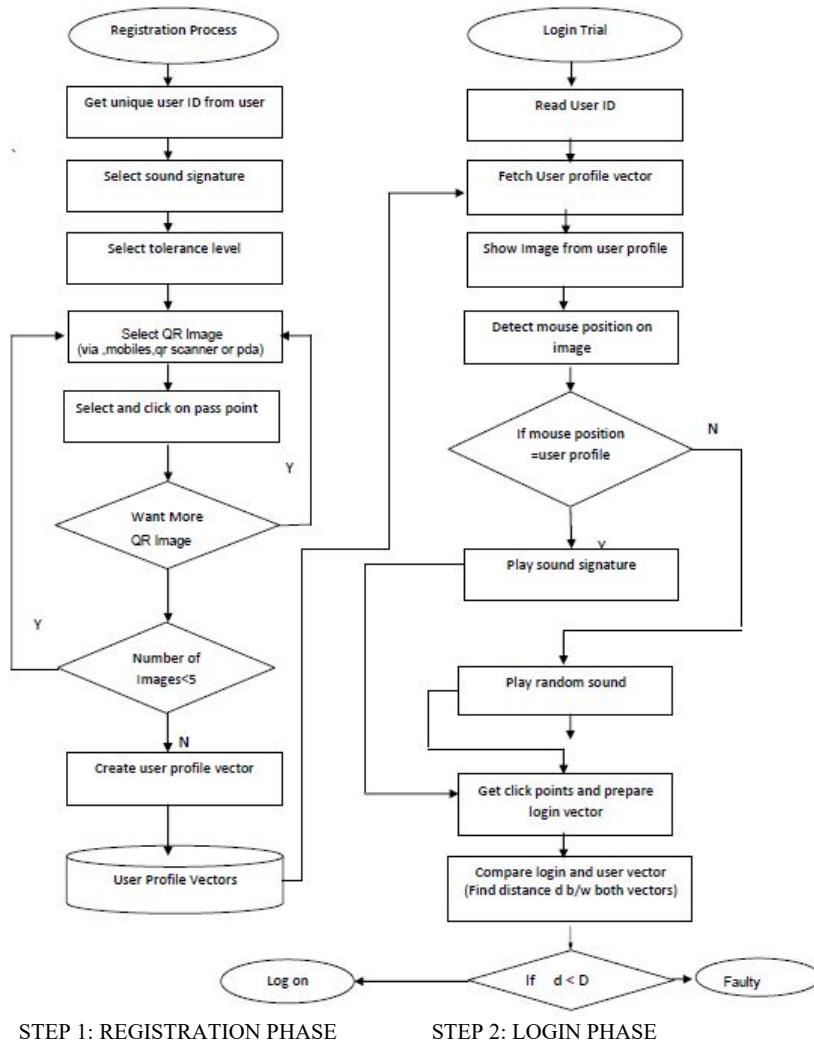 Registration Process
Get unique user ID from user
Select sound signature
Select tolerance level
Select QR Image
(via ,mobiles,qr scanner or pda)
Select and click on pass point
Y
Want More
QR Image
Y
Number of
Images<5
N
Create user profile vector
User Profile Vectors
Login Trial
Read User ID
Fetch User profile vector
Show Image from user profile
Detect mouse position on
image
If mouse position
=user profile
N
Y
Play sound signature
Play random sound
Get click points and prepare
login vector
Compare login and user vector
(Find distance d b/w both vectors)
If d < D
Log on
Faulty
STEP 1: REGISTRATION PHASE
STEP 2: LOGIN PHASE